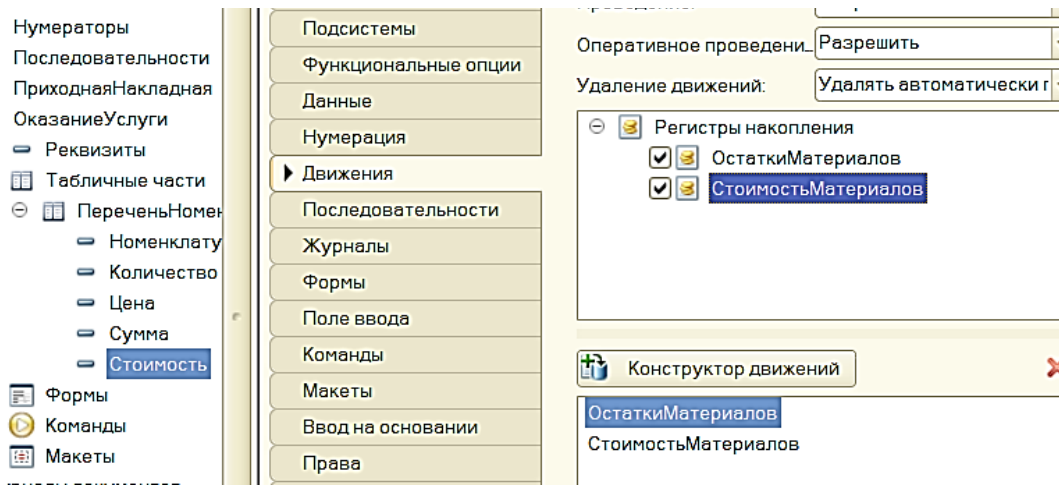 Нумераторы
Последовательности
ПриходнаяНакладная
ОказаниеУслуги
Реквизиты
Табличные части
ПереченьНомен
Номенклату
Количество
Цена
Сумма
Стоимость
Формы
Команды
Макеты
Подсистемы
Функциональные опции
Данные
Нумерация
Движения
Последовательности
Журналы
Формы
Поле ввода
Команды
Макеты
Ввод на основании
Права
Оперативное проведени... Разрешить
Удаление движений: Удалять автоматически г
Регистры накопления
ОстаткиМатериалов
СтоимостьМатериалов
Конструктор движений
ОстаткиМатериалов
СтоимостьМатериалов